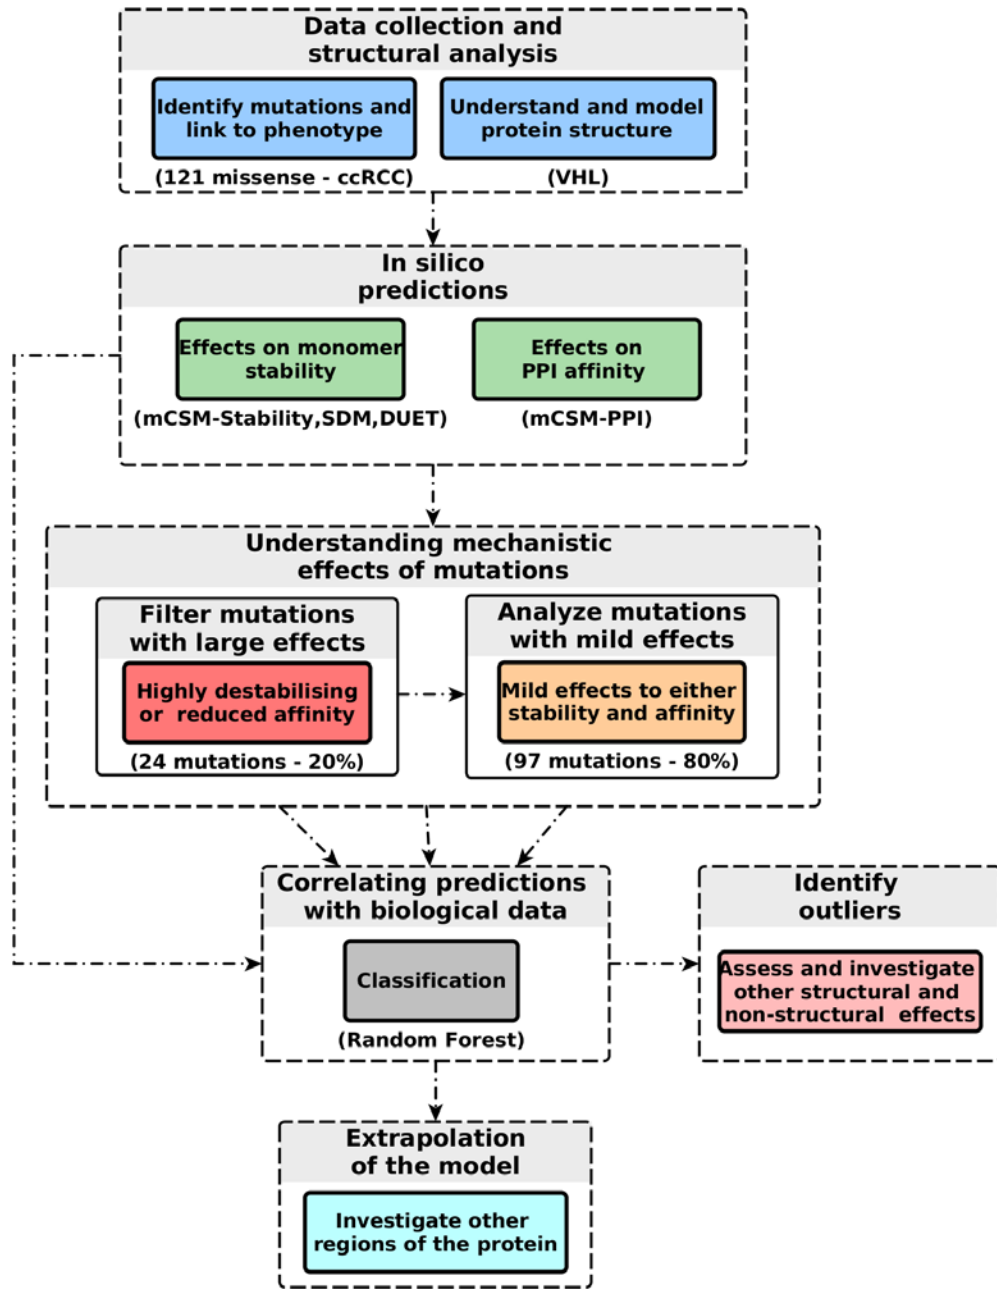 Data collection and
structural analysis
Identify mutations and
link to phenotype
(121 missense - ccRCC)
Understand and model
protein structure
(VHL)
In silico
predictions
Effects on monomer
stability
(mCSM-Stability,SDM,DUET)
Effects on
PPI affinity
(mCSM-PPI)
Understanding mechanistic
effects of mutations
Filter mutations
with large effects
Highly destabilising
or reduced affinity
(24 mutations - 20%)
Analyze mutations
with mild effects
Mild effects to either
stability and affinity
(97 mutations - 80%)
Correlating predictions
with biological data
Classification
(Random Forest)
Identify
outliers
Assess and investigate
other structural and
non-structural effects
Extrapolation
of the model
Investigate other
regions of the protein